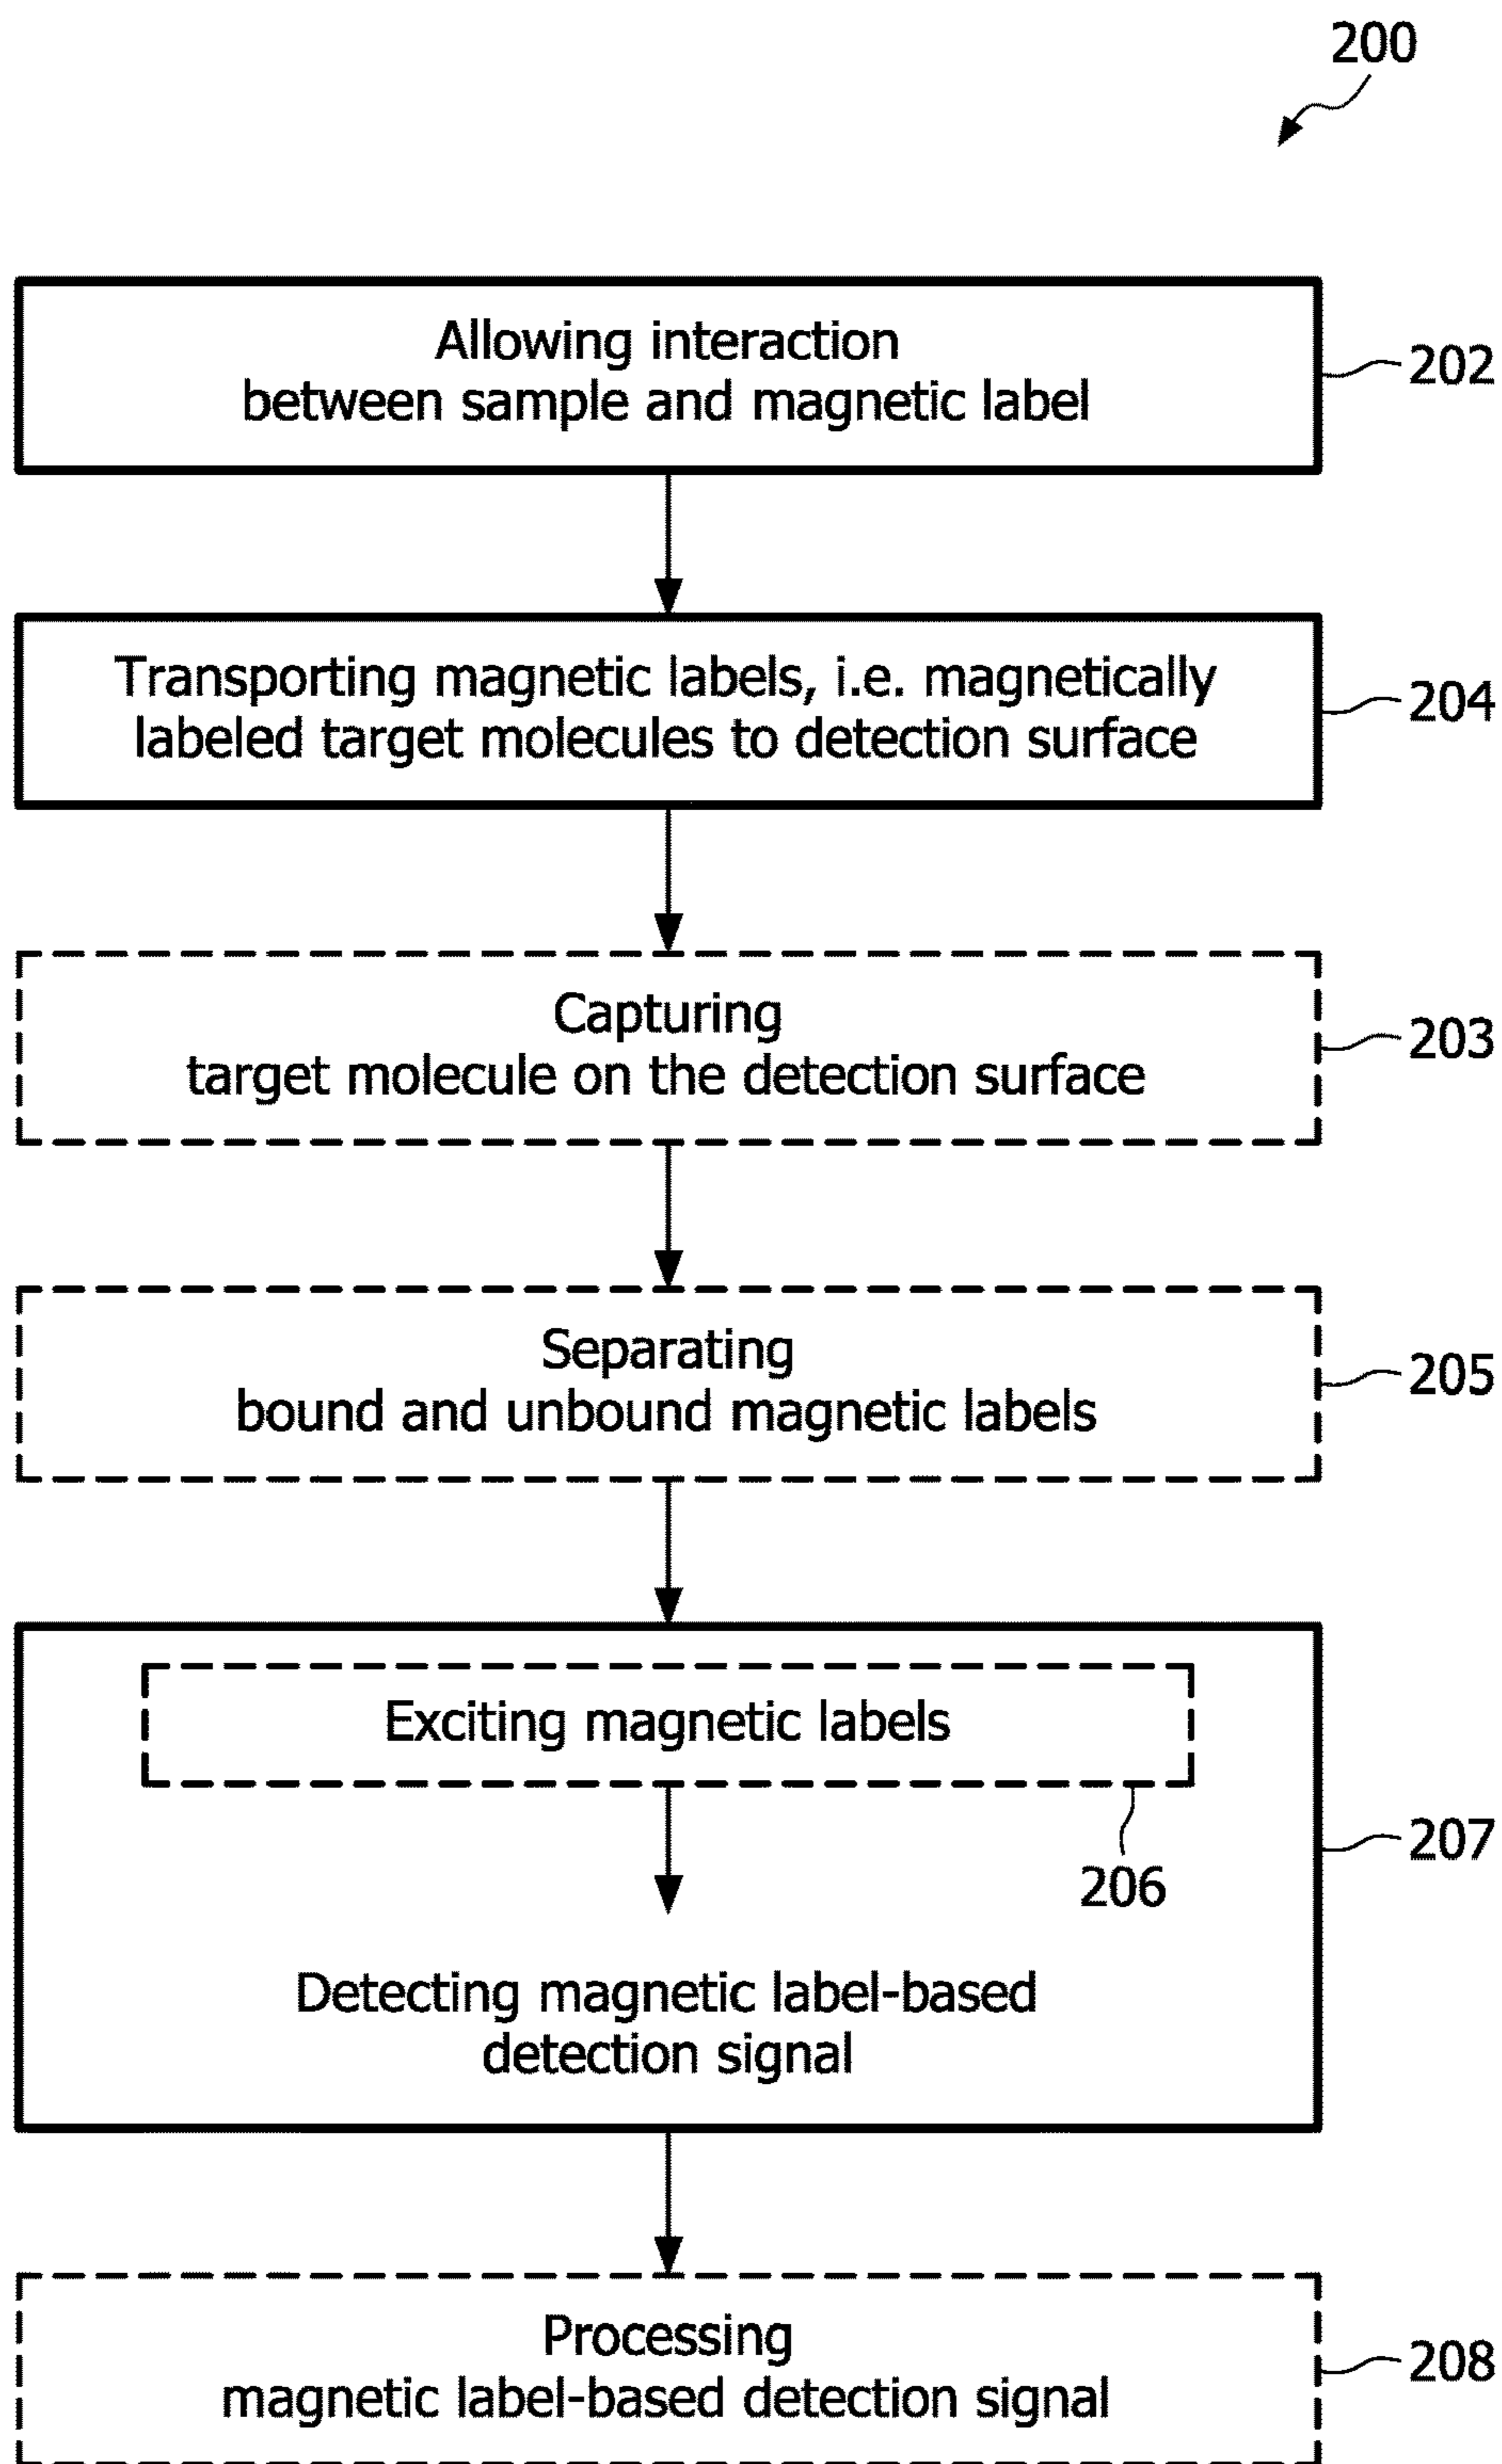 200
Allowing interaction
between sample and magnetic label
202
Transporting magnetic labels, i.e. magnetically
labeled target molecules to detection surface
204
Capturing
target molecule on the detection surface
203
Separating
bound and unbound magnetic labels
205
Exciting magnetic labels
206
207
Detecting magnetic label-based
detection signal
Processing
magnetic label-based detection signal
208